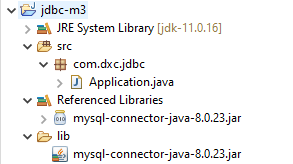 jdbc-m3
JRE System Library [jdk-11.0.16]
src
com.dxc.jdbc
Application.java
Referenced Libraries
mysql-connector-java-8.0.23.jar
lib
mysql-connector-java-8.0.23.jar